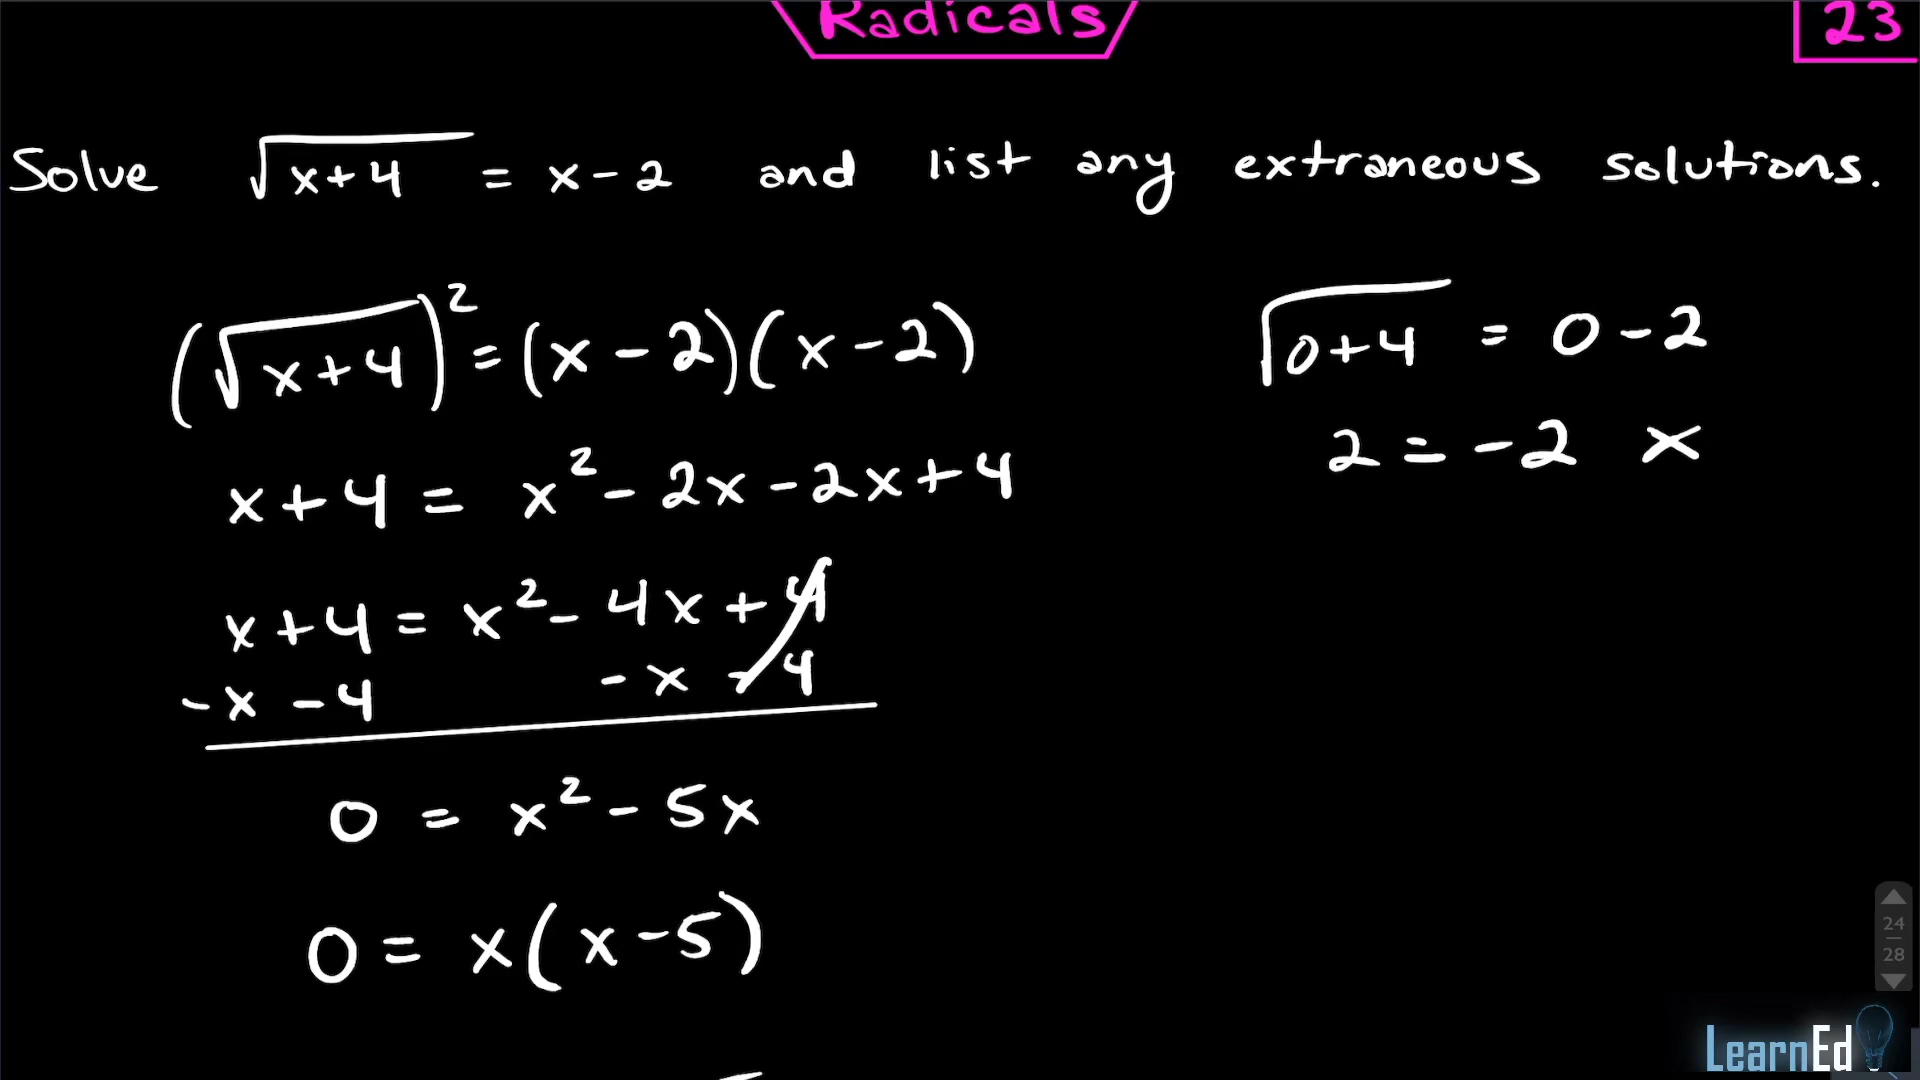 Radicals
23
Solve √x+4 = x-2 and list any extraneous solutions.
(√x+4)² = (x-2)(x-2)
x+4 = x²-2x-2x+4
x+4 = x²-4x+4
-x -4 -x -4
0 = x²-5x
0 = x(x-5)
√0+4 = 0-2
2 = -2 ×
24
28
LearnEd